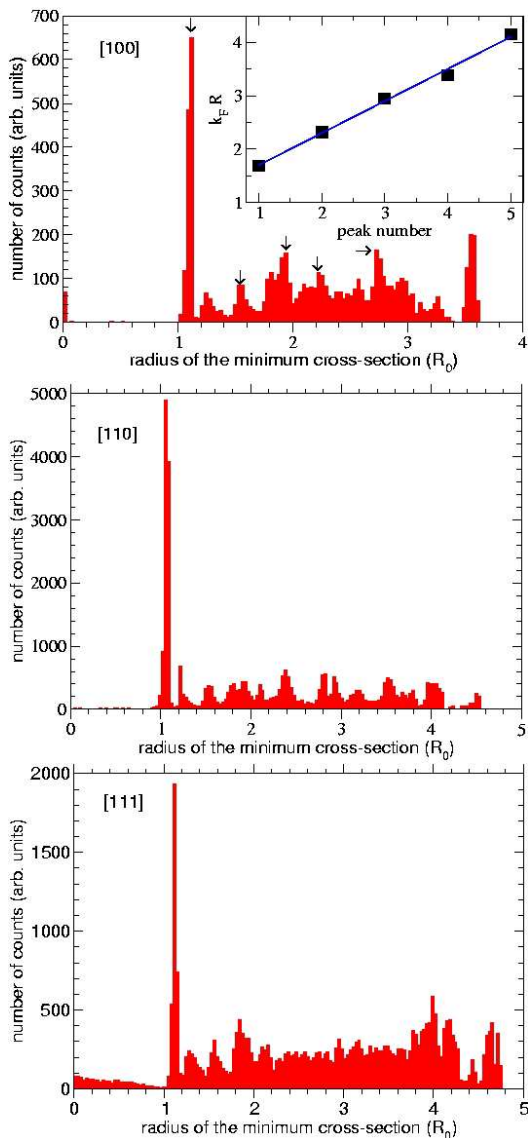 700
600
500
400
300
200
100
0
number of counts (arb. units)
[100]
4
3
2
1
k_F R
1 2 3 4 5
peak number
0 1 2 3 4
radius of the minimum cross-section (R_0)
5000
4000
3000
2000
1000
0
number of counts (arb. units)
[110]
0 1 2 3 4 5
radius of the minimum cross-section (R_0)
2000
1500
1000
500
0
number of counts (arb. units)
[111]
0 1 2 3 4 5
radius of the minimum cross-section (R_0)